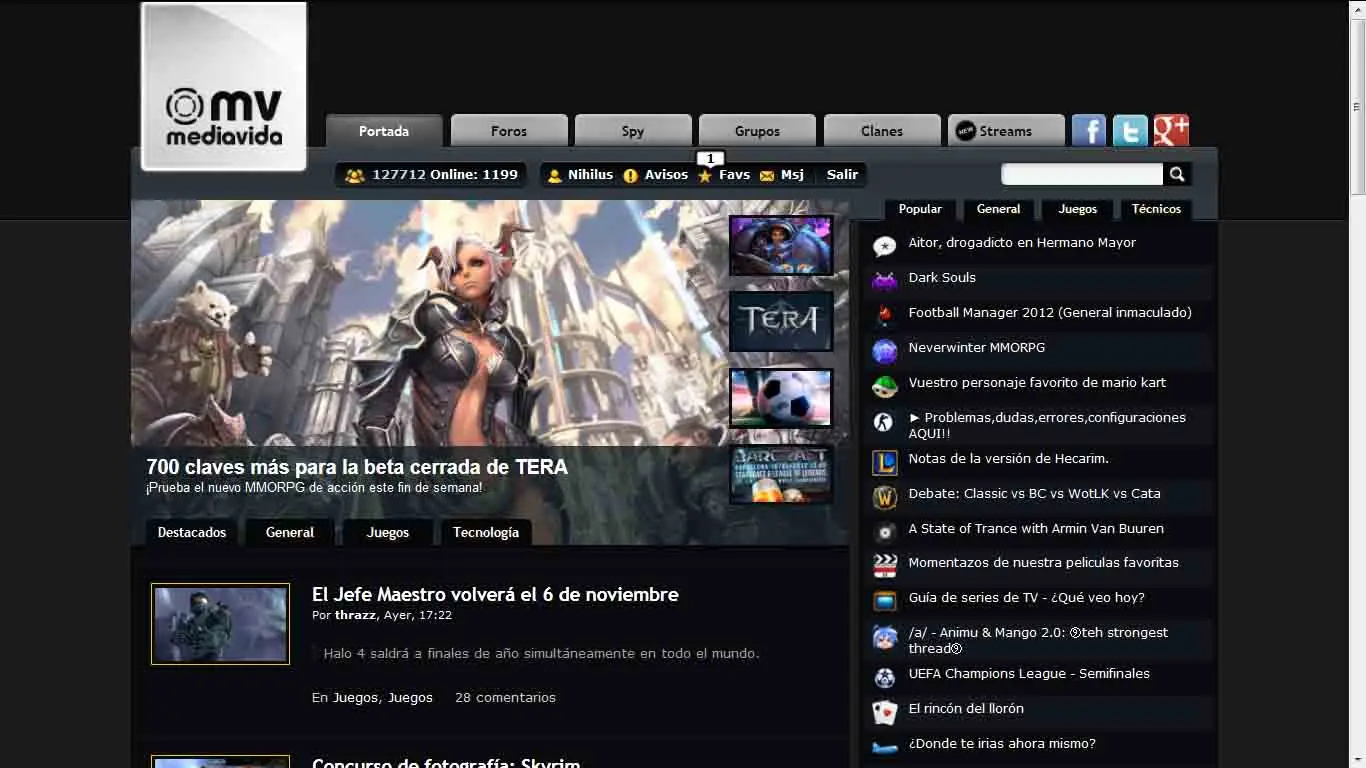 mv
mediavida
Portada
Foros
Spy
Grupos
Clanes
NEW Streams
f
t
g+
127712 Online: 1199
Nihilus
Avisos
1
Favs
Msj
Salir
Popular
General
Juegos
Técnicos
TERA
BARCRAFT
700 claves más para la beta cerrada de TERA
¡Prueba el nuevo MMORPG de acción este fin de semana!
Destacados
General
Juegos
Tecnología
El Jefe Maestro volverá el 6 de noviembre
Por thrazz, Ayer, 17:22
Halo 4 saldrá a finales de año simultáneamente en todo el mundo.
En Juegos, Juegos 28 comentarios
Concurso de fotografía: Skyrim
Aitor, drogadicto en Hermano Mayor
Dark Souls
Football Manager 2012 (General inmaculado)
Neverwinter MMORPG
Vuestro personaje favorito de mario kart
► Problemas,dudas,errores,configuraciones
AQUI!!
Notas de la versión de Hecarim.
Debate: Classic vs BC vs WotLK vs Cata
A State of Trance with Armin Van Buuren
Momentazos de nuestra peliculas favoritas
Guía de series de TV - ¿Qué veo hoy?
/a/ - Animu & Mango 2.0: ⑨teh strongest
thread⑨
UEFA Champions League - Semifinales
El rincón del llorón
¿Donde te irias ahora mismo?